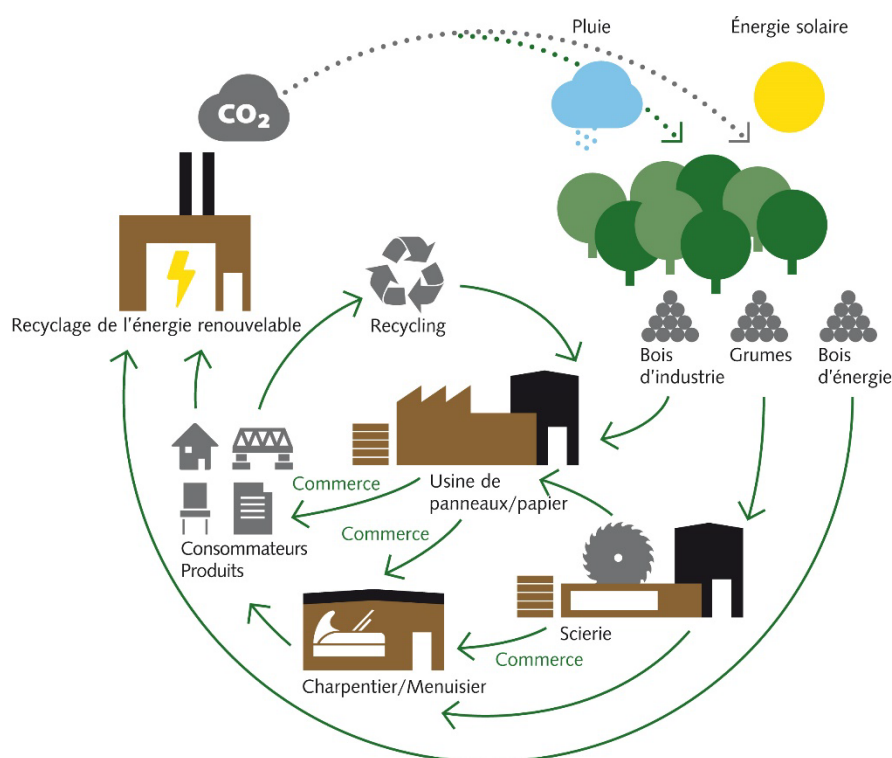 Pluie
Énergie solaire
CO₂
Recyclage de l'énergie renouvelable
Recycling
Bois
d'industrie
Grumes
Bois
d'énergie
Commerce
Usine de
panneaux/papier
Commerce
Consommateurs
Produits
Scierie
Commerce
Charpentier/Menuisier